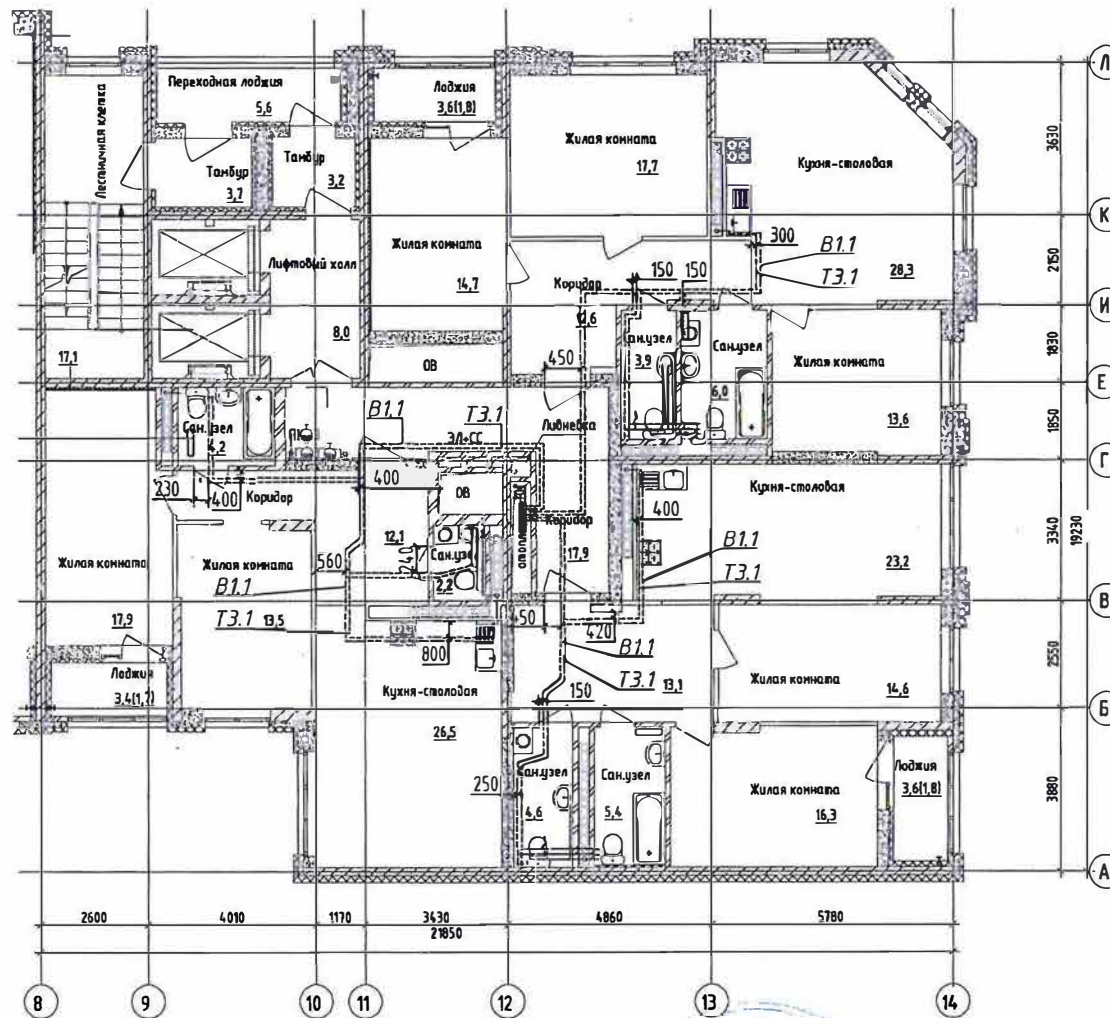 Переходная лоджия
5,6
Лоджия
3,6(1,8)
Лестничная клетка
Тамбур
3,7
Тамбур
3,2
Жилая комната
17,7
Кухня-столовая
28,3
Л
3630
К
Лифтовый холл
8,0
Жилая комната
14,7
300
В1.1
Т3.1
2150
Коридор
150
150
И
17,1
ОВ
450
Сан.узел
3,9
Сан.узел
6,0
Жилая комната
13,6
1830
Е
Сан.узел
4,2
В1.1
Т3.1
ЭЛ+СС
Ливневка
1850
Г
230
400
Коридор
400
ОВ
Кухня-столовая
23,2
400
3340
19230
12,1
240
Сан.узел
2,2
Коридор
17,9
В1.1
Т3.1
Жилая комната
17,9
Жилая комната
13,5
560
В1.1
Т3.1
В
420
800
В1.1
Т3.1
13,1
150
Жилая комната
14,6
2550
Лоджия
3,4(1,7)
Кухня-столовая
26,5
Б
250
Сан.узел
4,6
Сан.узел
5,4
Жилая комната
16,3
Лоджия
3,6(1,8)
3880
А
2600
4010
1170
3430
4860
5780
21850
8
9
10
11
12
13
14